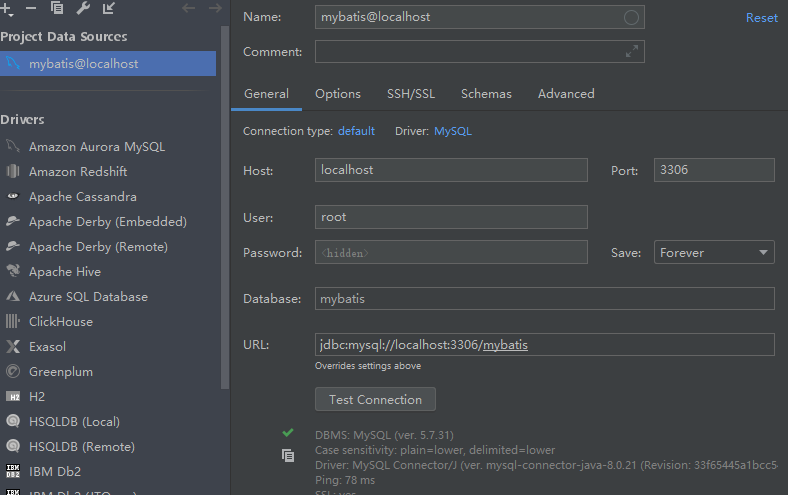 Project Data Sources
mybatis@localhost
Drivers
Amazon Aurora MySQL
Amazon Redshift
Apache Cassandra
Apache Derby (Embedded)
Apache Derby (Remote)
Apache Hive
Azure SQL Database
ClickHouse
Exasol
Greenplum
H2
HSQLDB (Local)
HSQLDB (Remote)
IBM Db2
Name: mybatis@localhost Reset
Comment:
General Options SSH/SSL Schemas Advanced
Connection type: default Driver: MySQL
Host: localhost Port: 3306
User: root
Password: <hidden> Save: Forever
Database: mybatis
URL: jdbc:mysql://localhost:3306/mybatis
Overrides settings above
Test Connection
DBMS: MySQL (ver. 5.7.31)
Case sensitivity: plain=lower, delimited=lower
Driver: MySQL Connector/J (ver. mysql-connector-java-8.0.21 (Revision: 33f65445a1bcc5
Ping: 78 ms
SSL: yes